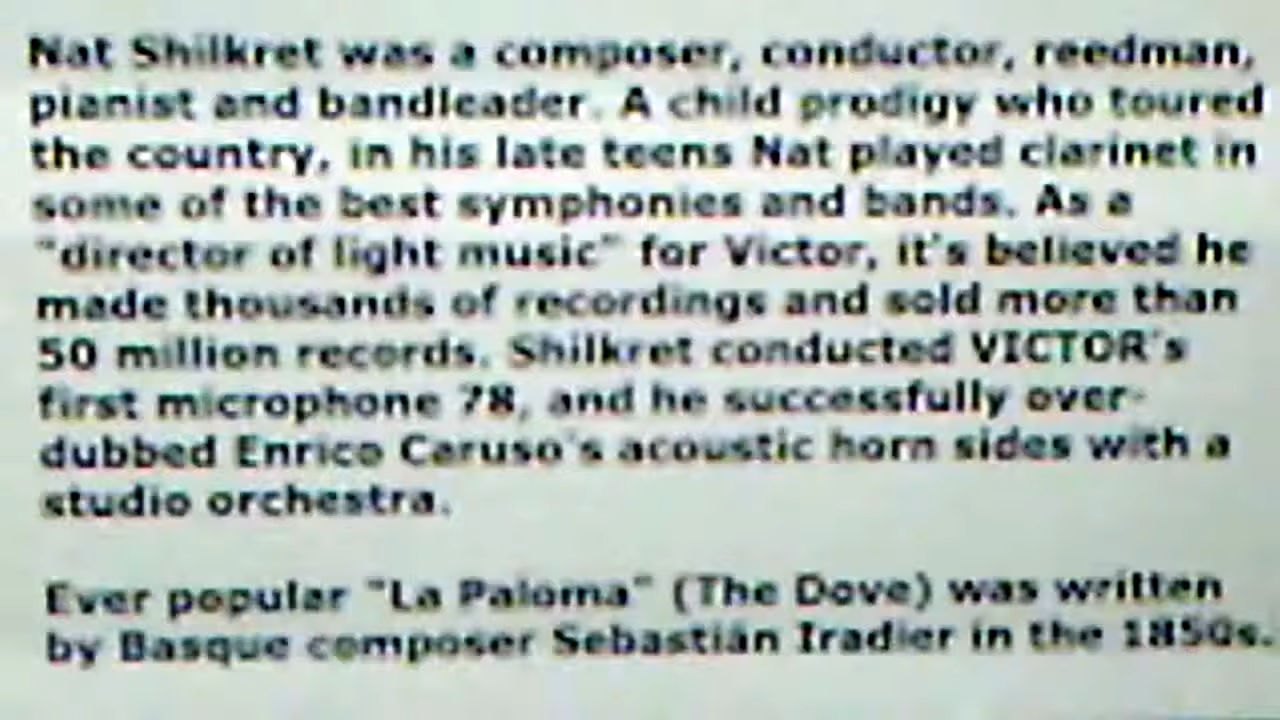 Nat Shilkret was a composer, conductor, reedman,
pianist and bandleader. A child prodigy who toured
the country, in his late teens Nat played clarinet in
some of the best symphonies and bands. As a
"director of light music" for Victor, it's believed he
made thousands of recordings and sold more than
50 million records. Shilkret conducted VICTOR's
first microphone 78, and he successfully over-
dubbed Enrico Caruso's acoustic horn sides with a
studio orchestra.
Ever popular "La Paloma" (The Dove) was written
by Basque composer Sebastián Iradier in the 1850s.